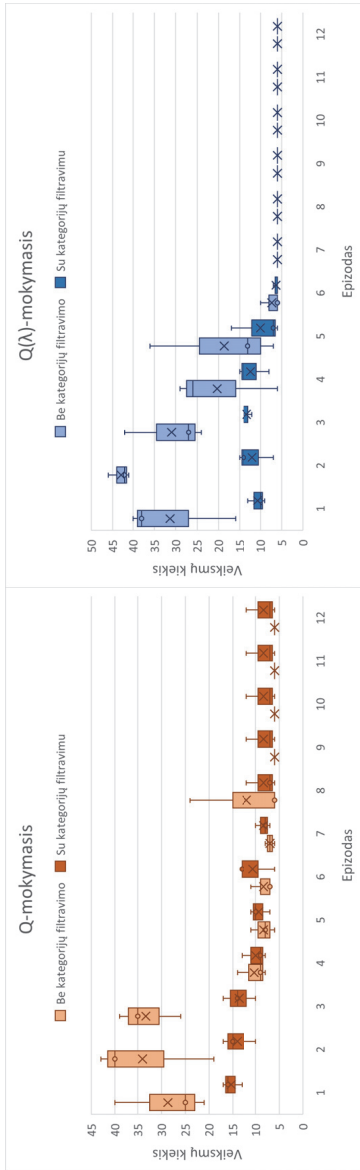 Q-mokymasis
Be kategorijų filtravimo
Su kategorijų filtravimu
Veiksmų kiekis
45
40
35
30
25
20
15
10
5
0
1 2 3 4 5 6 7 8 9 10 11 12
Epizodas
Q(λ)-mokymasis
Be kategorijų filtravimo
Su kategorijų filtravimu
Veiksmų kiekis
50
45
40
35
30
25
20
15
10
5
0
1 2 3 4 5 6 7 8 9 10 11 12
Epizodas